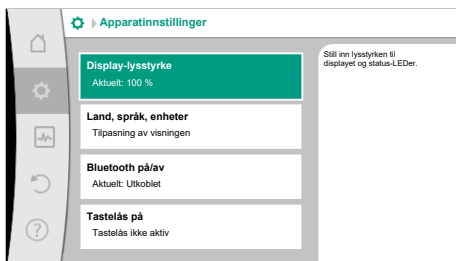 Apparatinnstillinger
Still inn lysstyrken til
displayet og status-LEDer.
Display-lysstyrke
Aktuelt: 100 %
Land, språk, enheter
Tilpasning av visningen
Bluetooth på/av
Aktuelt: Utkoblet
Tastelås på
Tastelås ikke aktiv
?